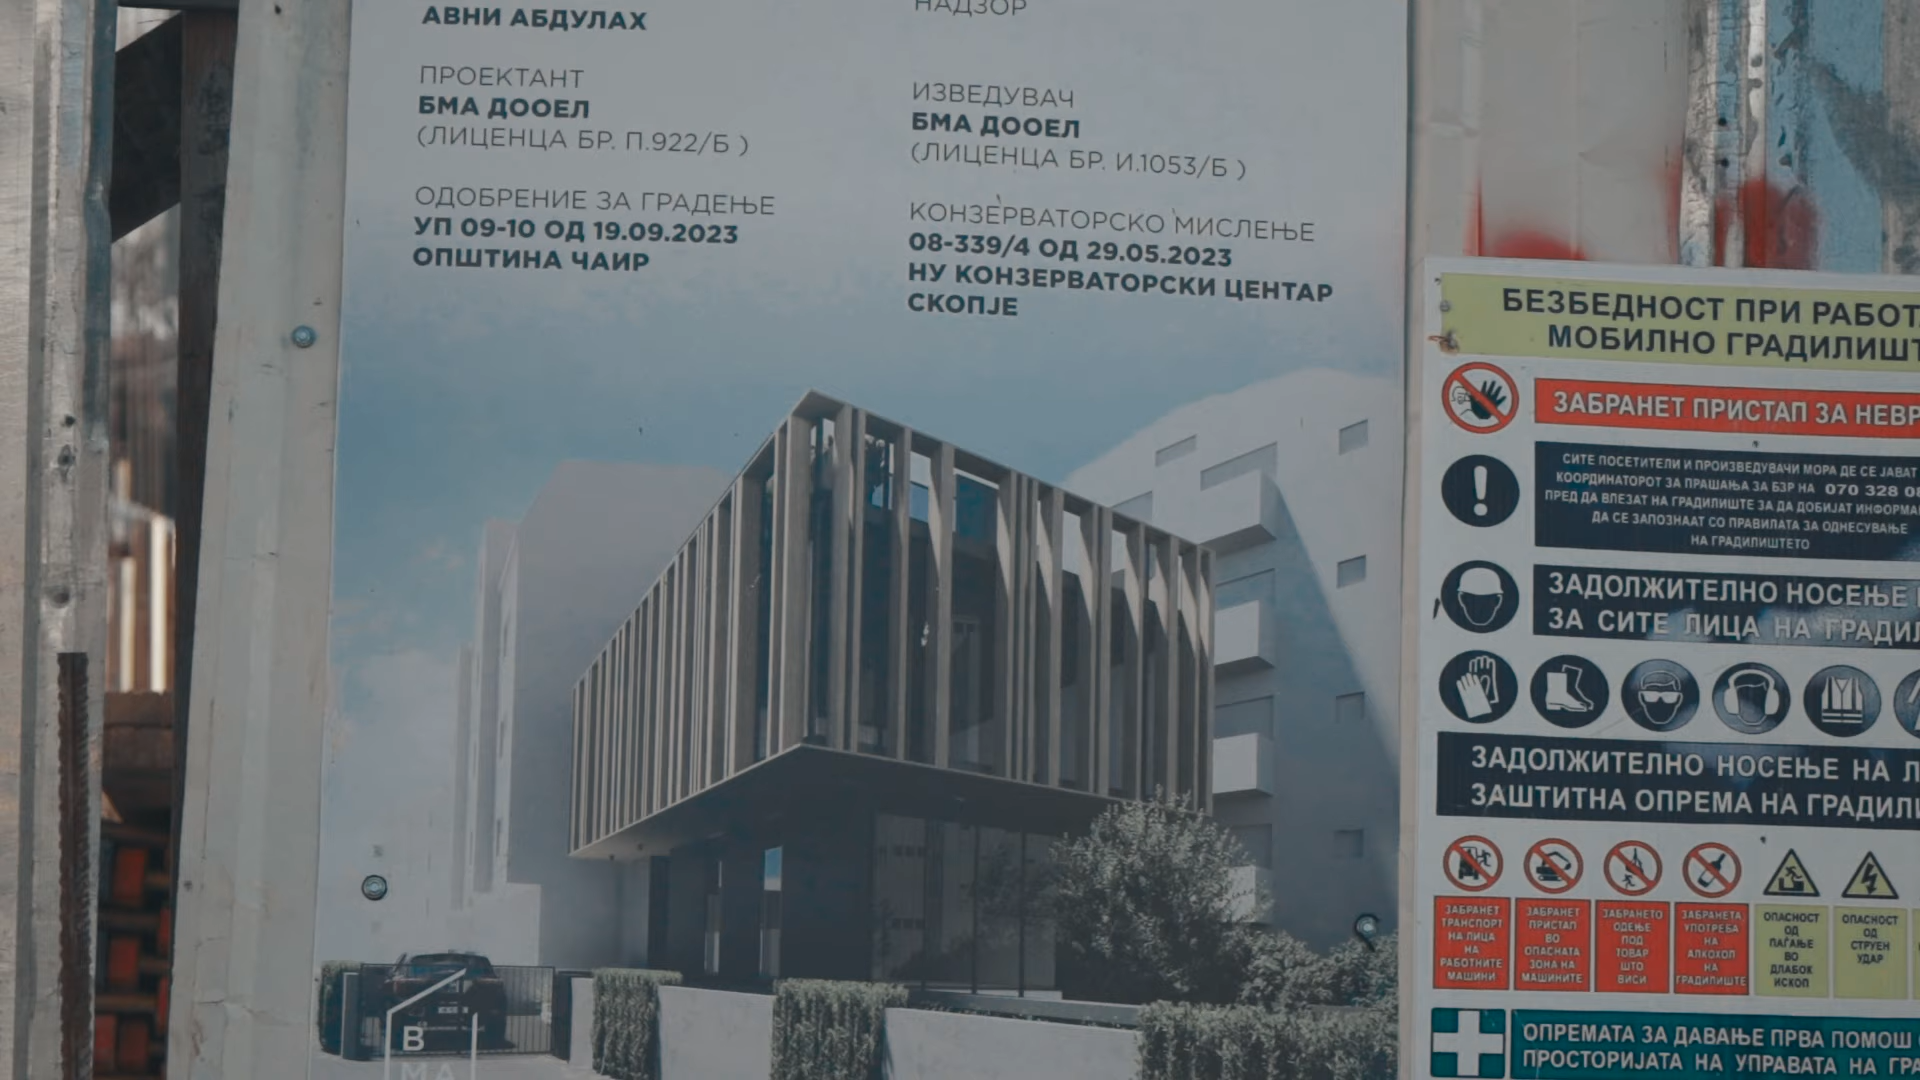 АВНИ АБДУЛАХ
ПРОЕКТАНТ
БМА ДООЕЛ
(ЛИЦЕНЦА БР. П.922/Б )
ОДОБРЕНИЕ ЗА ГРАДЕЊЕ
УП 09-10 ОД 19.09.2023
ОПШТИНА ЧАИР
НАДЗОР
ИЗВЕДУВАЧ
БМА ДООЕЛ
(ЛИЦЕНЦА БР. И.1053/Б )
КОНЗЕРВАТОРСКО МИСЛЕЊЕ
08-339/4 ОД 29.05.2023
НУ КОНЗЕРВАТОРСКИ ЦЕНТАР
СКОПЈЕ
B
MA
БЕЗБЕДНОСТ ПРИ РАБОТ
МОБИЛНО ГРАДИЛИШТ
ЗАБРАНЕТ ПРИСТАП ЗА НЕВР
СИТЕ ПОСЕТИТЕЛИ И ПРОИЗВЕДУВАЧИ МОРА ДЕ СЕ ЈАВАТ
КООРДИНАТОРОТ ЗА ПРАШАЊА ЗА БЗР НА 070 328 0
ПРЕД ДА ВЛЕЗАТ НА ГРАДИЛИШТЕ ЗА ДА ДОБИЈАТ ИНФОРМА
ДА СЕ ЗАПОЗНААТ СО ПРАВИЛАТА ЗА ОДНЕСУВАЊЕ
НА ГРАДИЛИШТЕТО
ЗАДОЛЖИТЕЛНО НОСЕЊЕ
ЗА СИТЕ ЛИЦА НА ГРАДИЛ
ЗАДОЛЖИТЕЛНО НОСЕЊЕ НА Л
ЗАШТИТНА ОПРЕМА НА ГРАДИЛ
ЗАБРАНЕТ
ТРАНСПОРТ
НА ЛИЦА
НА
РАБОТНИТЕ
МАШИНИ
ЗАБРАНЕТ
ПРИСТАП
ВО
ОПАСНАТА
ЗОНА НА
МАШИНИТЕ
ЗАБРАНЕТО
ОДЕЊЕ
ПОД
ТОВАР
ШТО
ВИСИ
ЗАБРАНЕТА
УПОТРЕБА
НА
АЛКОХОЛ
НА
ГРАДИЛИШТЕ
ОПАСНОСТ
ОД
ПАЃАЊЕ
ВО
ДЛАБОК
ИСКОП
ОПАСНОСТ
ОД
СТРУЕН
УДАР
ОПРЕМАТА ЗА ДАВАЊЕ ПРВА ПОМОШ
ПРОСТОРИЈАТА НА УПРАВАТА НА ГРА